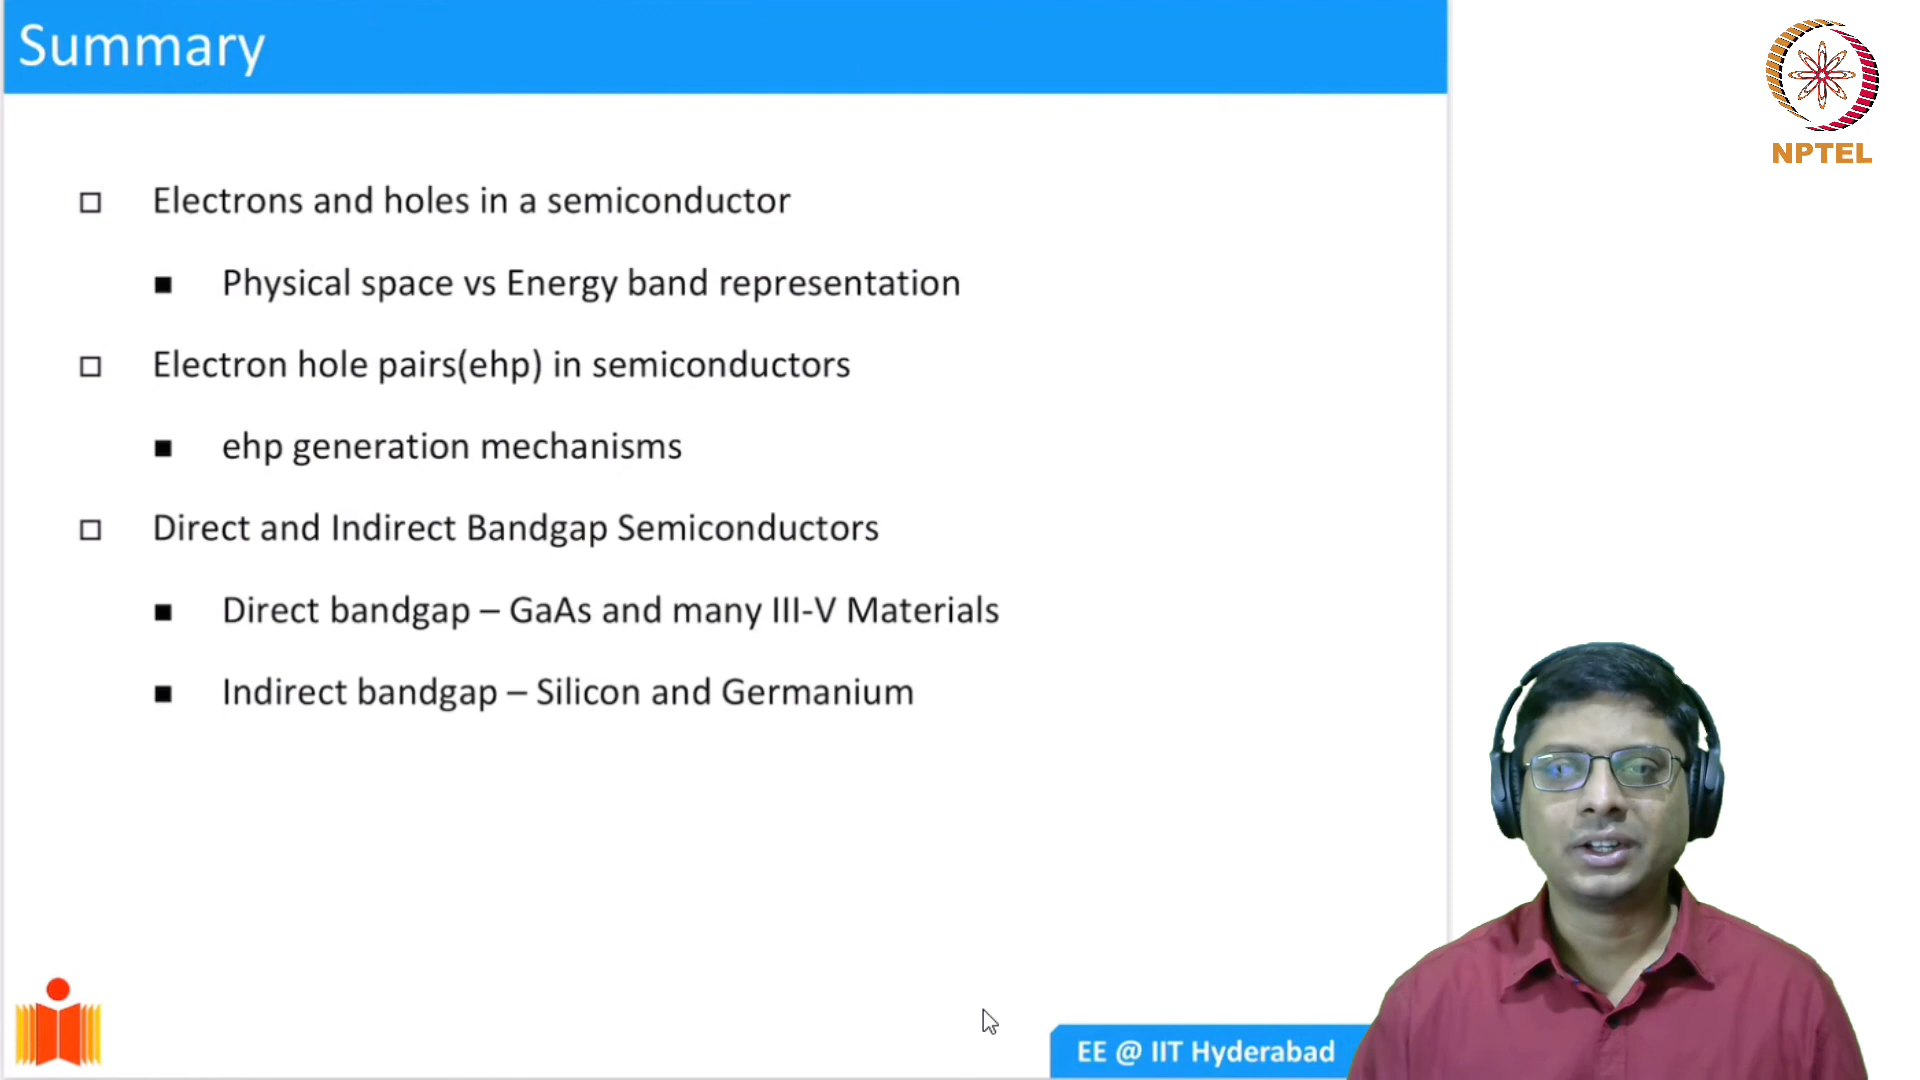 Summary
NPTEL
Electrons and holes in a semiconductor
Physical space vs Energy band representation
Electron hole pairs(ehp) in semiconductors
ehp generation mechanisms
Direct and Indirect Bandgap Semiconductors
Direct bandgap – GaAs and many III-V Materials
Indirect bandgap – Silicon and Germanium
EE @ IIT Hyderabad